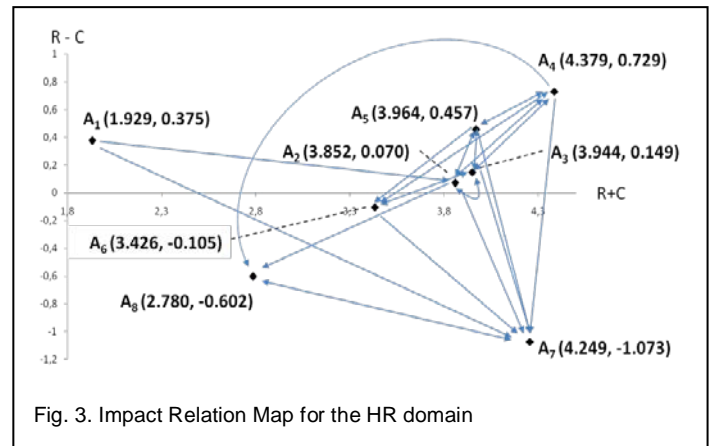 R - C
1
0,8
0,6
0,4
0,2
0
-0,2
-0,4
-0,6
-0,8
-1
-1,2
1,8 2,3 2,8 3,3 3,8 4,3
R+C
A₄ (4.379, 0.729)
A₅ (3.964, 0.457)
A₁ (1.929, 0.375)
A₂ (3.852, 0.070)
A₃ (3.944, 0.149)
A₆ (3.426, -0.105)
A₈ (2.780, -0.602)
A₇ (4.249, -1.073)
Fig. 3. Impact Relation Map for the HR domain